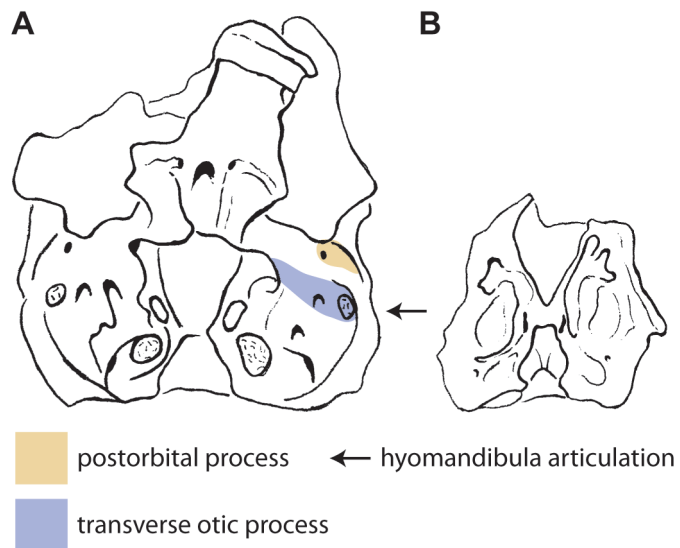 A B
postorbital process
hyomandibula articulation
transverse otic process